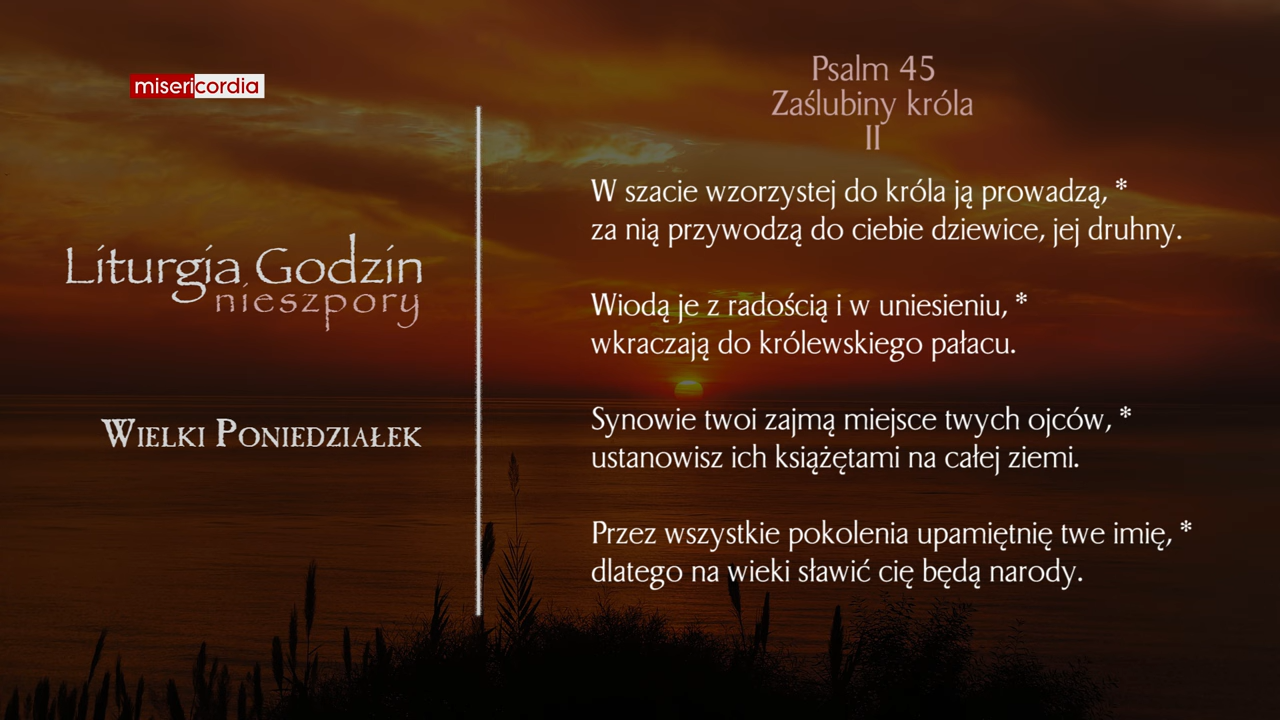 misericordia
Liturgia Godzin
nieszpory
Wielki Poniedziałek
Psalm 45
Zaślubiny króla
II
W szacie wzorzystej do króla ją prowadzą, *
za nią przywodzą do ciebie dziewice, jej druhny.
Wiodą je z radością i w uniesieniu, *
wkraczają do królewskiego pałacu.
Synowie twoi zajmą miejsce twych ojców, *
ustanowisz ich książętami na całej ziemi.
Przez wszystkie pokolenia upamiętnię twe imię, *
dlatego na wieki sławić cię będą narody.